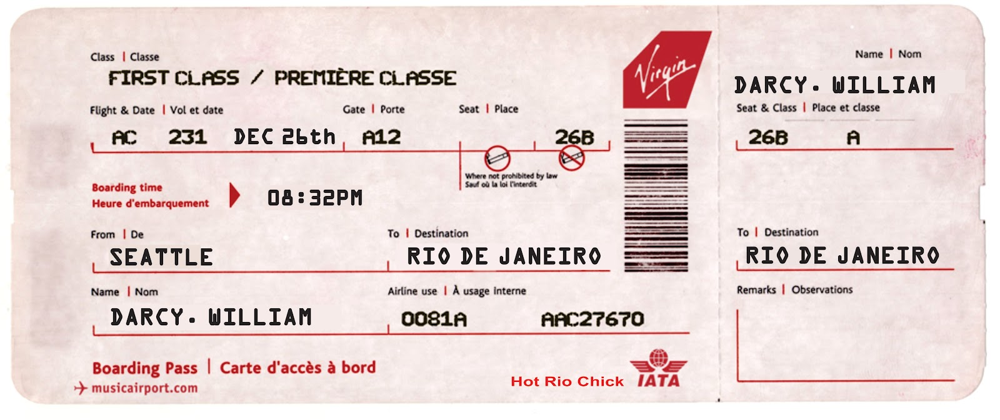 Class | Classe
FIRST CLASS / PREMIÈRE CLASSE
Flight & Date | Vol et date
Gate | Porte
Seat | Place
AC 231 DEC 26th
A12
26B
Where not prohibited by law
Sauf où la loi l'interdit
Boarding time
Heure d'embarquement
08:32PM
From | De
SEATTLE
To | Destination
RIO DE JANEIRO
Name | Nom
DARCY. WILLIAM
Airline use | À usage interne
0081A AAC27670
Boarding Pass | Carte d'accès à bord
musicairport.com
Hot Rio Chick
IATA
Virgin
Name | Nom
DARCY. WILLIAM
Seat & Class | Place et classe
26B A
To | Destination
RIO DE JANEIRO
Remarks | Observations